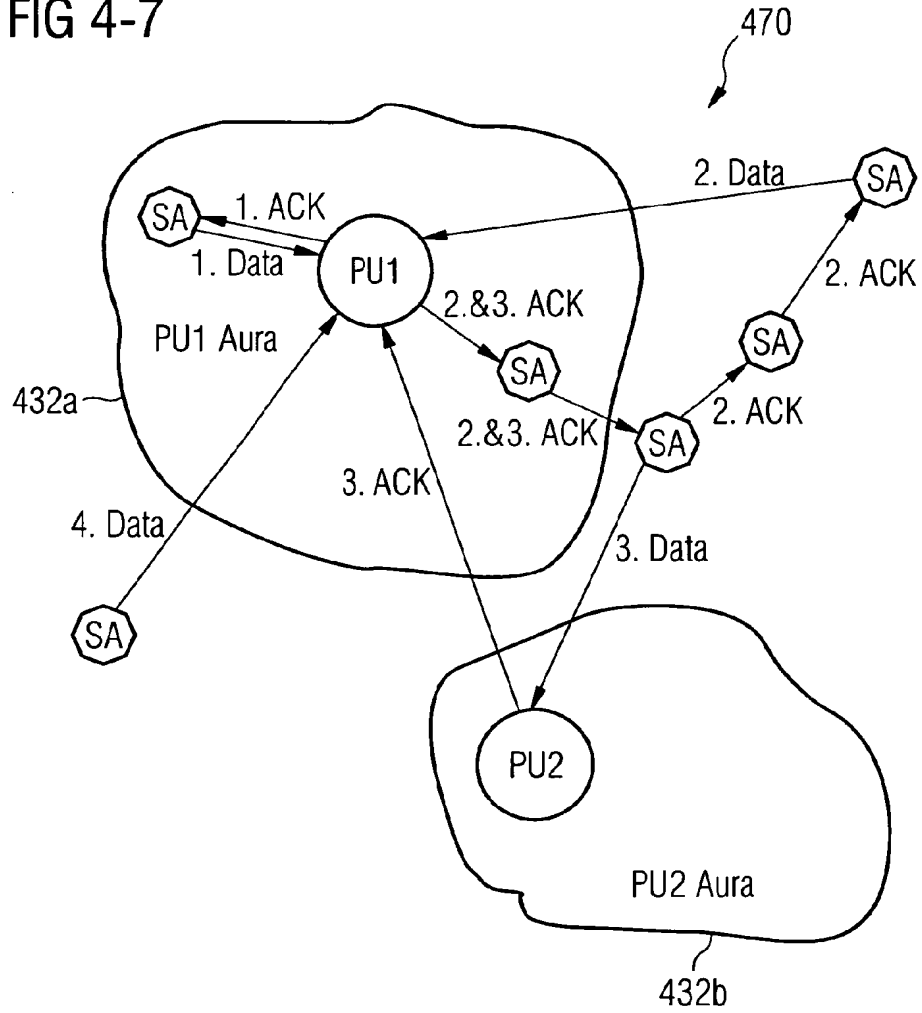 FIG 4-7
470
2. Data
SA
SA
1. ACK
1. Data
PU1
2. ACK
2.&3. ACK
PU1 Aura
SA
SA
432a
2.&3. ACK
SA
2. ACK
3. ACK
4. Data
3. Data
SA
PU2
PU2 Aura
432b